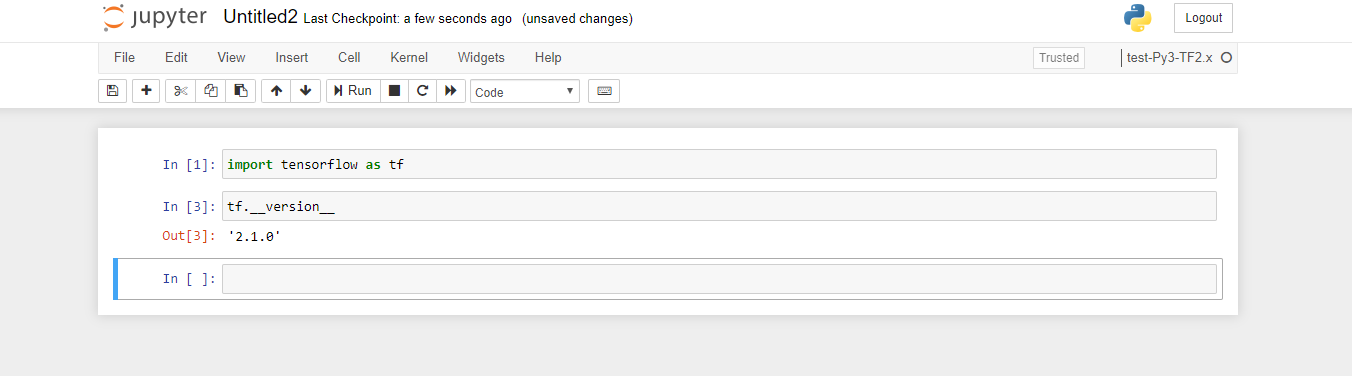 jupyter Untitled2 Last Checkpoint: a few seconds ago (unsaved changes) Logout
File Edit View Insert Cell Kernel Widgets Help Trusted test-Py3-TF2.x
Run Code
In [1]: import tensorflow as tf
In [3]: tf.__version__
Out[3]: '2.1.0'
In [ ]: